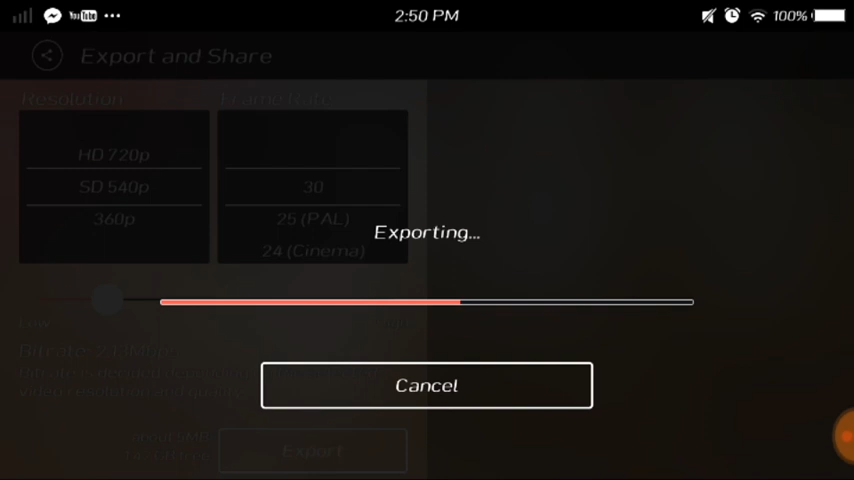 YouTube
2:50 PM
100%
Export and Share
Resolution
Frame Rate
HD 720p
SD 540p
30
360p
25 (PAL)
24 (Cinema)
Exporting...
Low
Cancel
Export